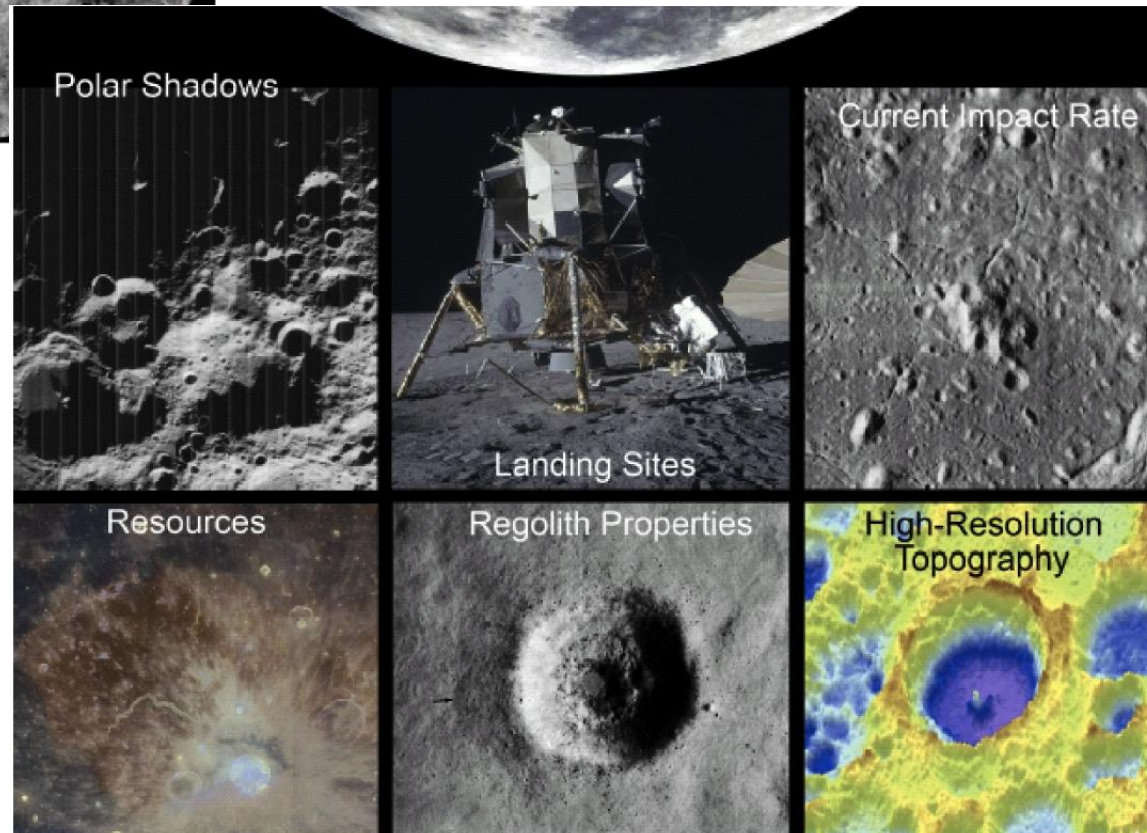 Polar Shadows
Current Impact Rate
Landing Sites
Resources
Regolith Properties
High-Resolution
Topography